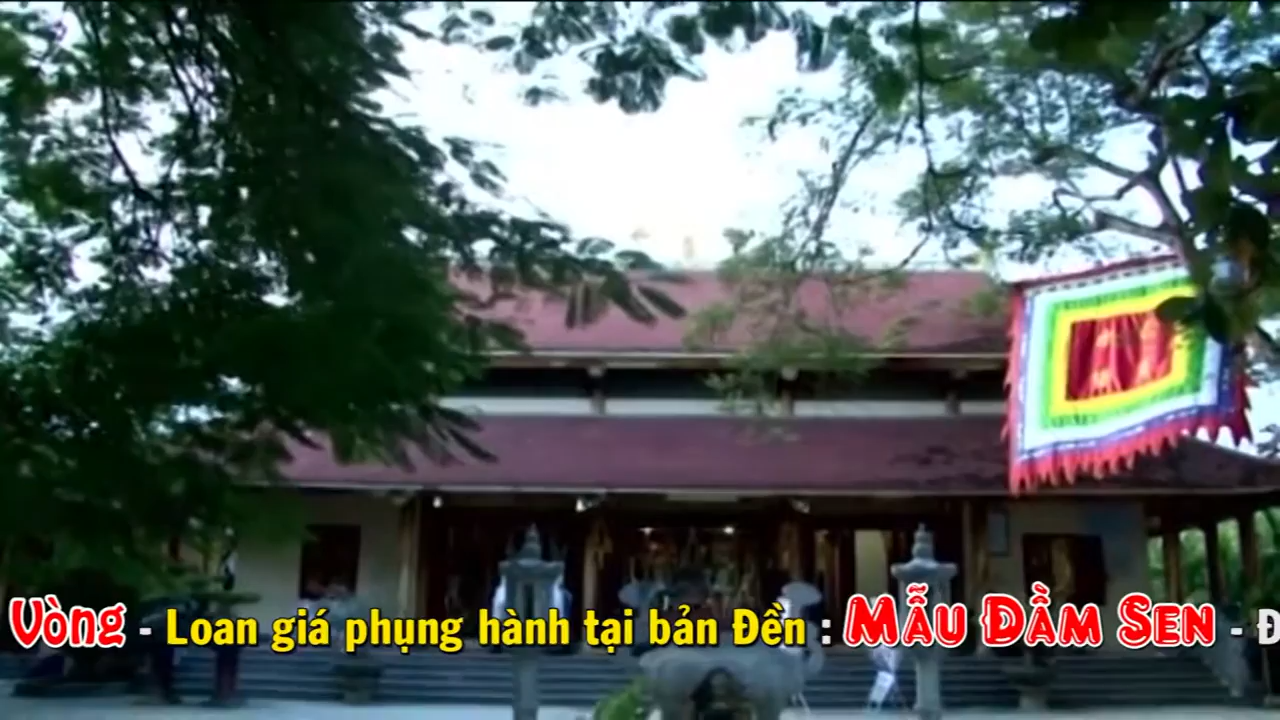 Vòng - Loan giá phụng hành tại bản Đền : MẪU ĐẦM SEN - Đ